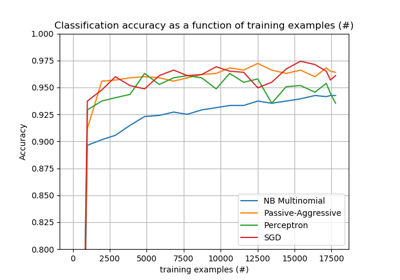 Classification accuracy as a function of training examples (#)
1.000
0.975
0.950
0.925
0.900
0.875
0.850
0.825
0.800
Accuracy
NB Multinomial
Passive-Aggressive
Perceptron
SGD
0 2500 5000 7500 10000 12500 15000 17500
training examples (#)